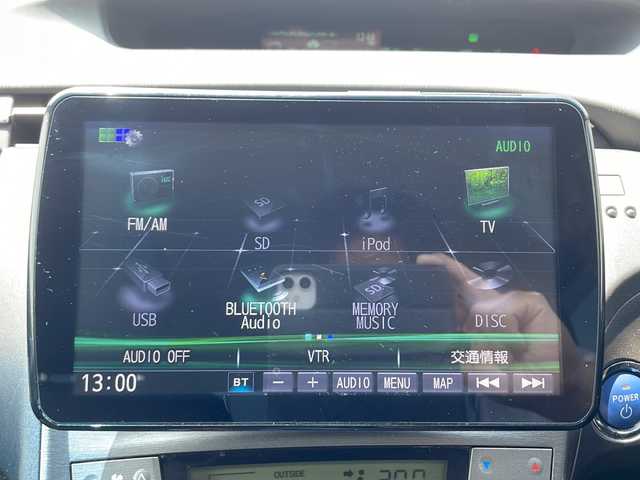 AUDIO
FM/AM
SD
iPod
TV
USB
BLUETOOTH
Audio
MEMORY
MUSIC
DISC
AUDIO OFF
VTR
交通情報
13:00
BT
AUDIO
MENU
MAP
POWER
OUTSIDE